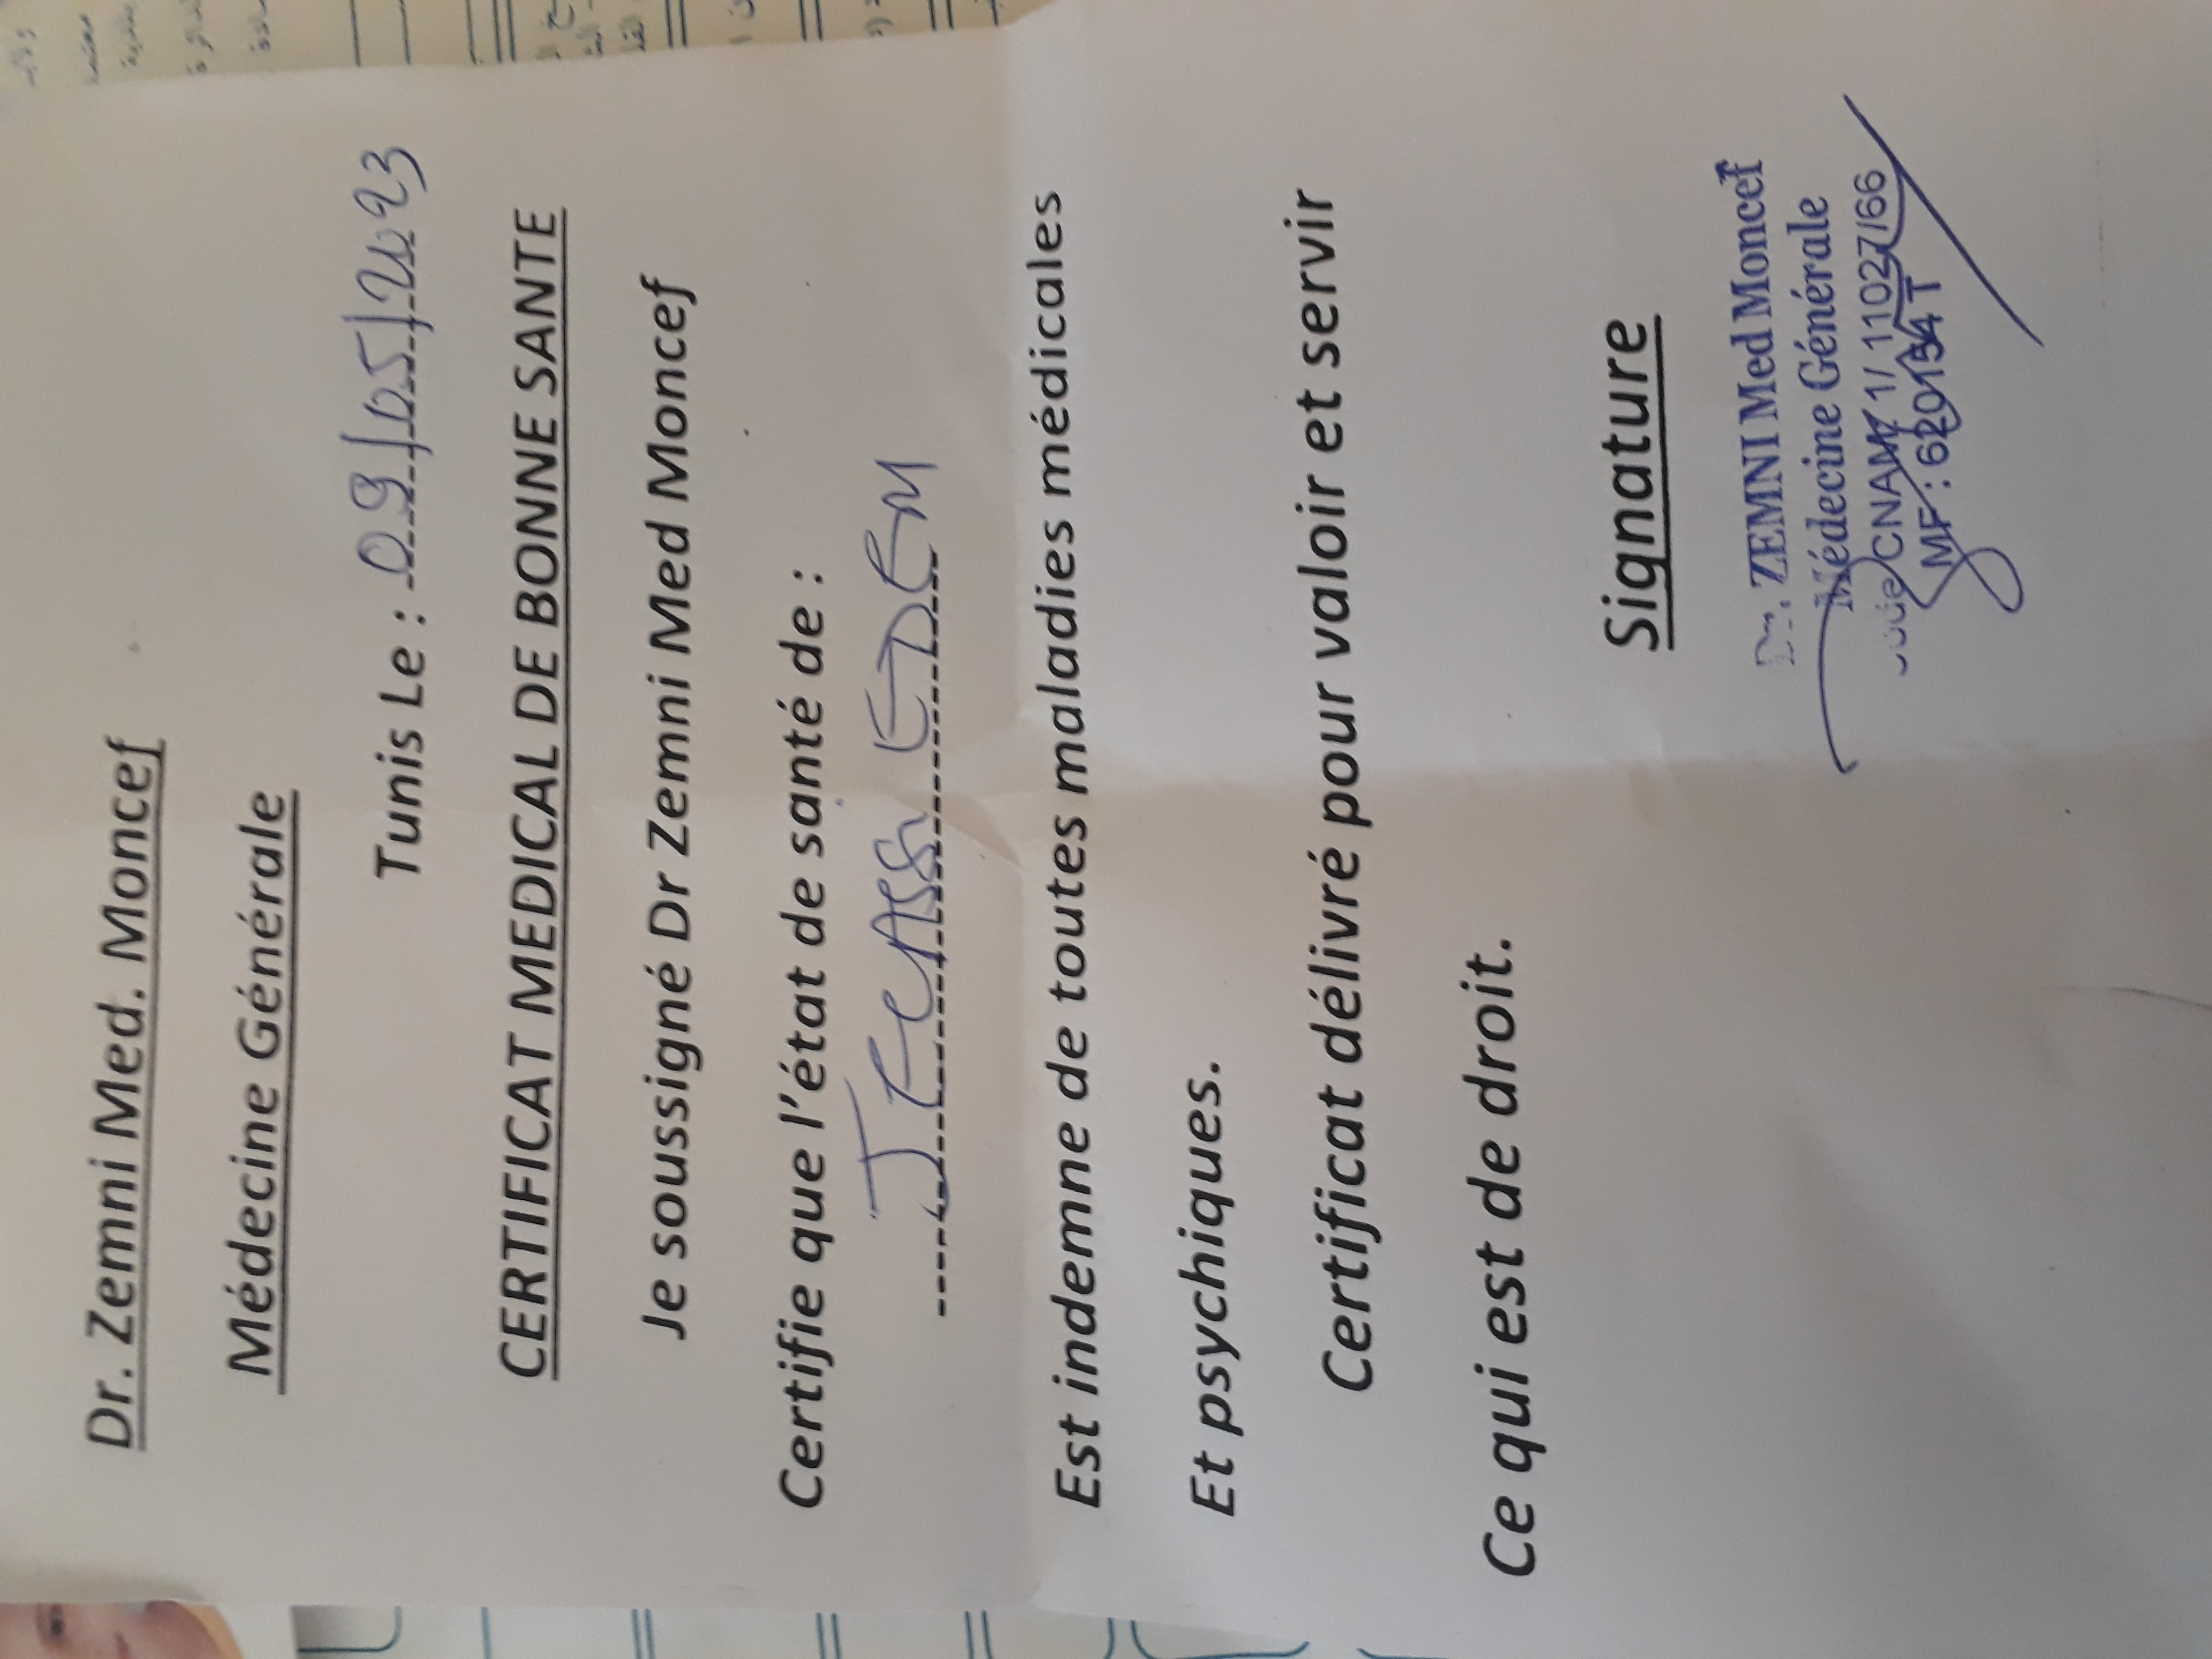 Dr. Zemni Med. Moncef
Médecine Générale
Tunis Le : 09/05/2023
CERTIFICAT MEDICAL DE BONNE SANTE
Je soussigné Dr Zemni Med Moncef
Certifie que l'état de santé de :
EDEM
Est indemne de toutes maladies médicales
Et psychiques.
Certificat délivré pour valoir et servir
Ce qui est de droit.
Signature
Dr. ZEMNI Med Moncef
Médecine Générale
Code CNAM 1/11027/66
MF: 620154T